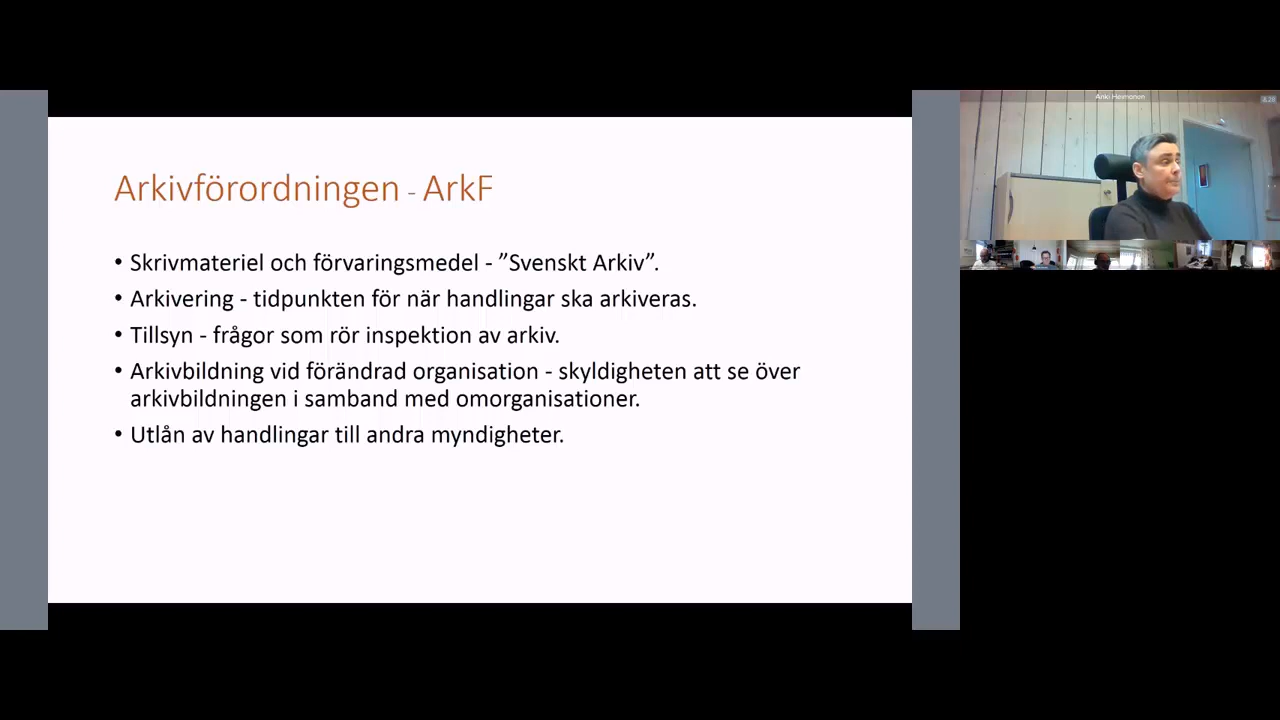 Arkivförordningen - ArkF
• Skrivmateriel och förvaringsmedel - ”Svenskt Arkiv”.
• Arkivering - tidpunkten för när handlingar ska arkiveras.
• Tillsyn - frågor som rör inspektion av arkiv.
• Arkivbildning vid förändrad organisation - skyldigheten att se över
arkivbildningen i samband med omorganisationer.
• Utlån av handlingar till andra myndigheter.
Anki Heimonen